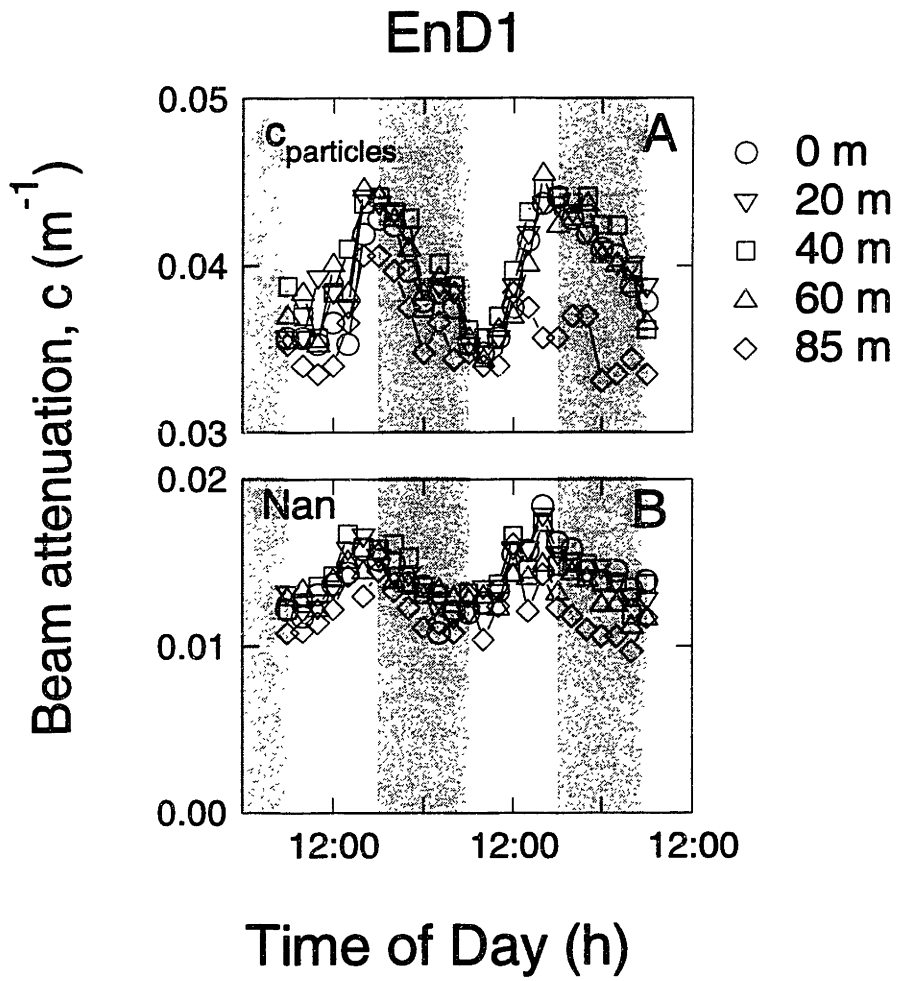 EnD1
Beam attenuation, c (m⁻¹)
0.05
0.04
0.03
c_particles
A
0 m
20 m
40 m
60 m
85 m
0.02
0.01
0.00
Nan
B
12:00 12:00 12:00
Time of Day (h)